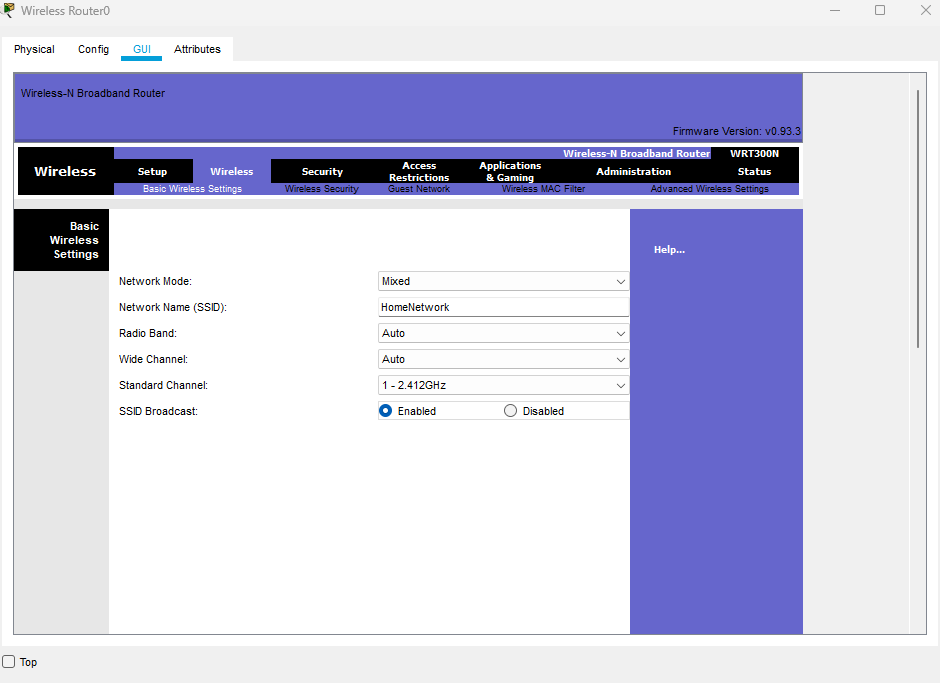 Wireless Router0
Physical Config GUI Attributes
Wireless-N Broadband Router
Firmware Version: v0.93.3
Wireless-N Broadband Router WRT300N
Wireless
Setup Wireless Security Access Restrictions Applications & Gaming Administration Status
Basic Wireless Settings Wireless Security Guest Network Wireless MAC Filter Advanced Wireless Settings
Basic
Wireless
Settings
Help...
Network Mode: Mixed
Network Name (SSID): HomeNetwork
Radio Band: Auto
Wide Channel: Auto
Standard Channel: 1 - 2.412GHz
SSID Broadcast: Enabled Disabled
Top